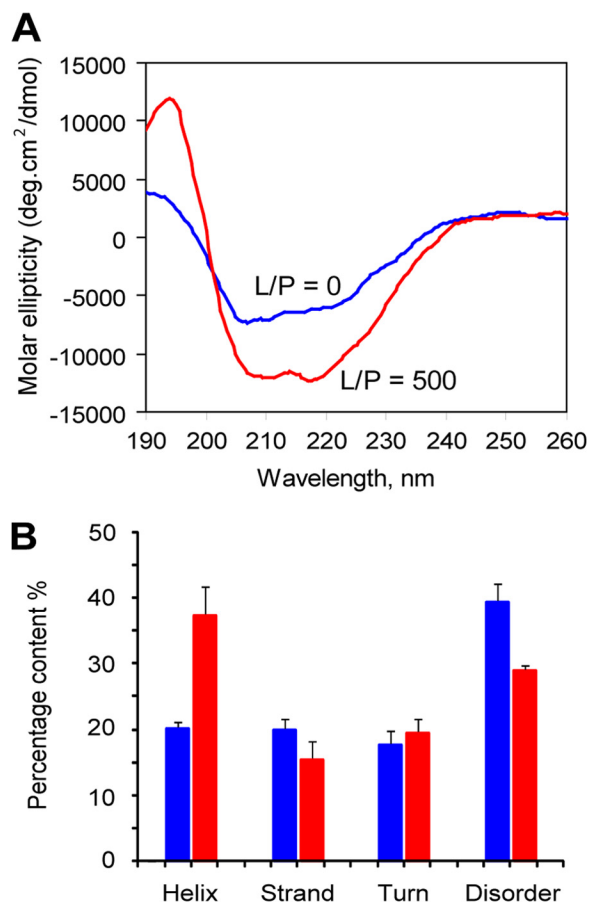 A
Molar ellipticity (deg.cm²/dmol)
15000
10000
5000
0
-5000
-10000
-15000
L/P = 0
L/P = 500
190 200 210 220 230 240 250 260
Wavelength, nm
B
Percentage content %
50
40
30
20
10
0
Helix Strand Turn Disorder